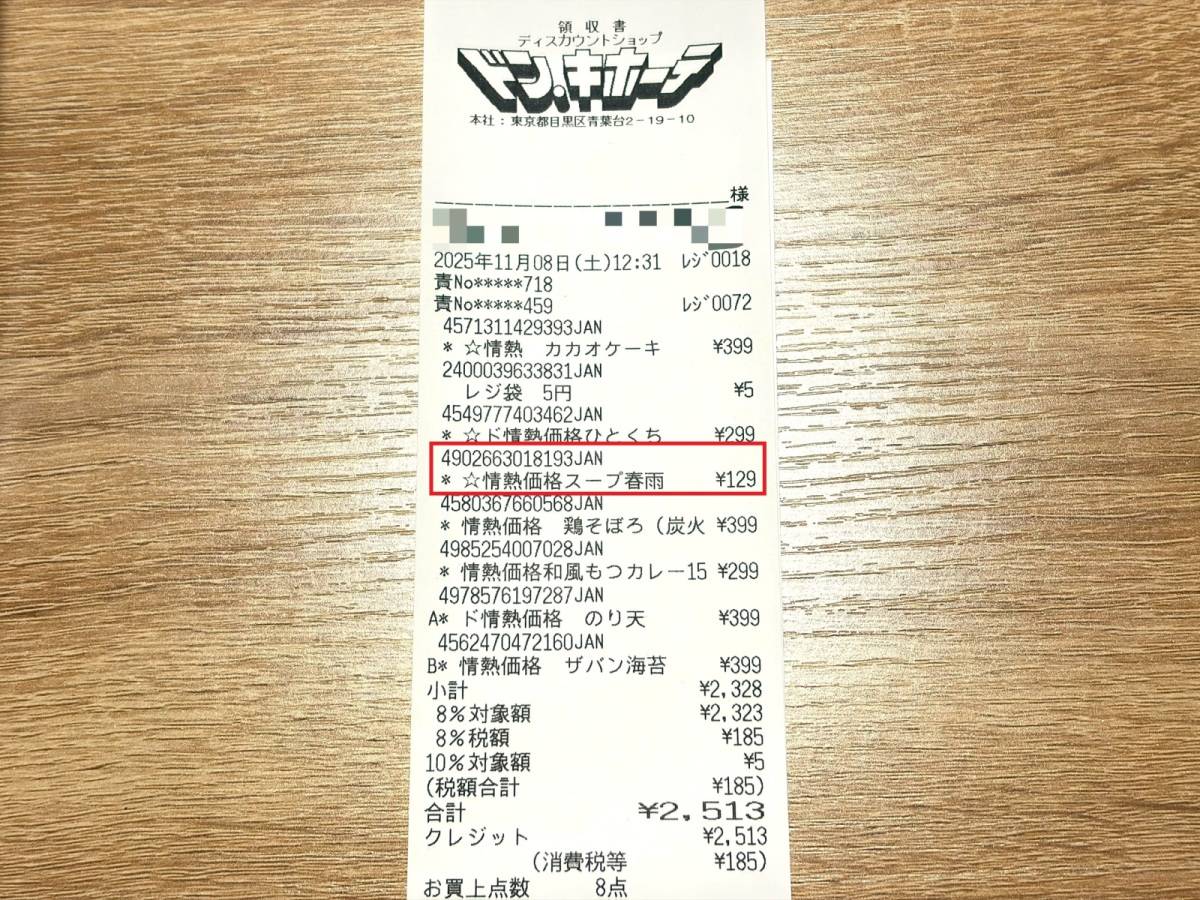 領収書
ディスカウントショップ
ドン.キホーテ
本社：東京都目黒区青葉台2－19－10
様
2025年11月08日(土)12:31 ﾚｼﾞ0018
責No*****718
責No*****459 ﾚｼﾞ0072
4571311429393JAN
* ☆情熱 カカオケーキ ¥399
2400039633831JAN
レジ袋 5円 ¥5
4549777403462JAN
* ☆ド情熱価格ひとくち ¥299
4902663018193JAN
* ☆情熱価格スープ春雨 ¥129
4580367660568JAN
* 情熱価格 鶏そぼろ（炭火 ¥399
4985254007028JAN
* 情熱価格和風もつカレー15 ¥299
4978576197287JAN
A* ド情熱価格 のり天 ¥399
4562470472160JAN
B* 情熱価格 ザバン海苔 ¥399
小計 ¥2,328
8％対象額 ¥2,323
8％税額 ¥185
10％対象額 ¥5
(税額合計 ¥185)
合計 ¥2,513
クレジット ¥2,513
(消費税等 ¥185)
お買上点数 8点